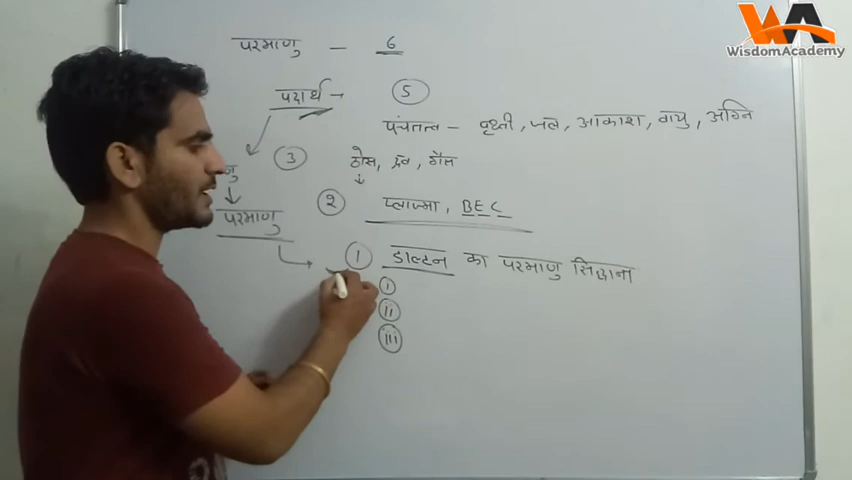 WisdomAcademy
परमाणु – 6
पदार्थ → 5
पंचतत्व – पृथ्वी, जल, आकाश, वायु, अग्नि
3 ठोस, द्रव, गैस
2 प्लाज्मा, BEC
परमाणु
1 डाल्टन का परमाणु सिद्धान्त
i
ii
iii